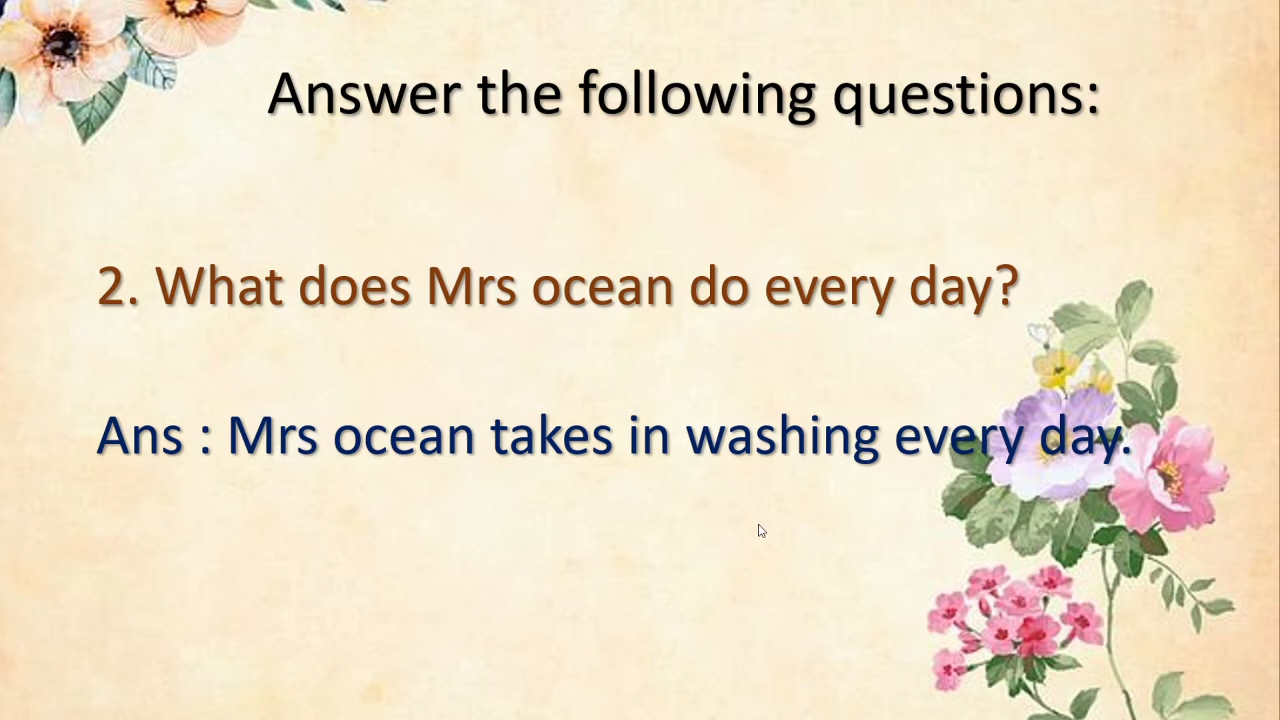 Answer the following questions:
2. What does Mrs ocean do every day?
Ans : Mrs ocean takes in washing every day.